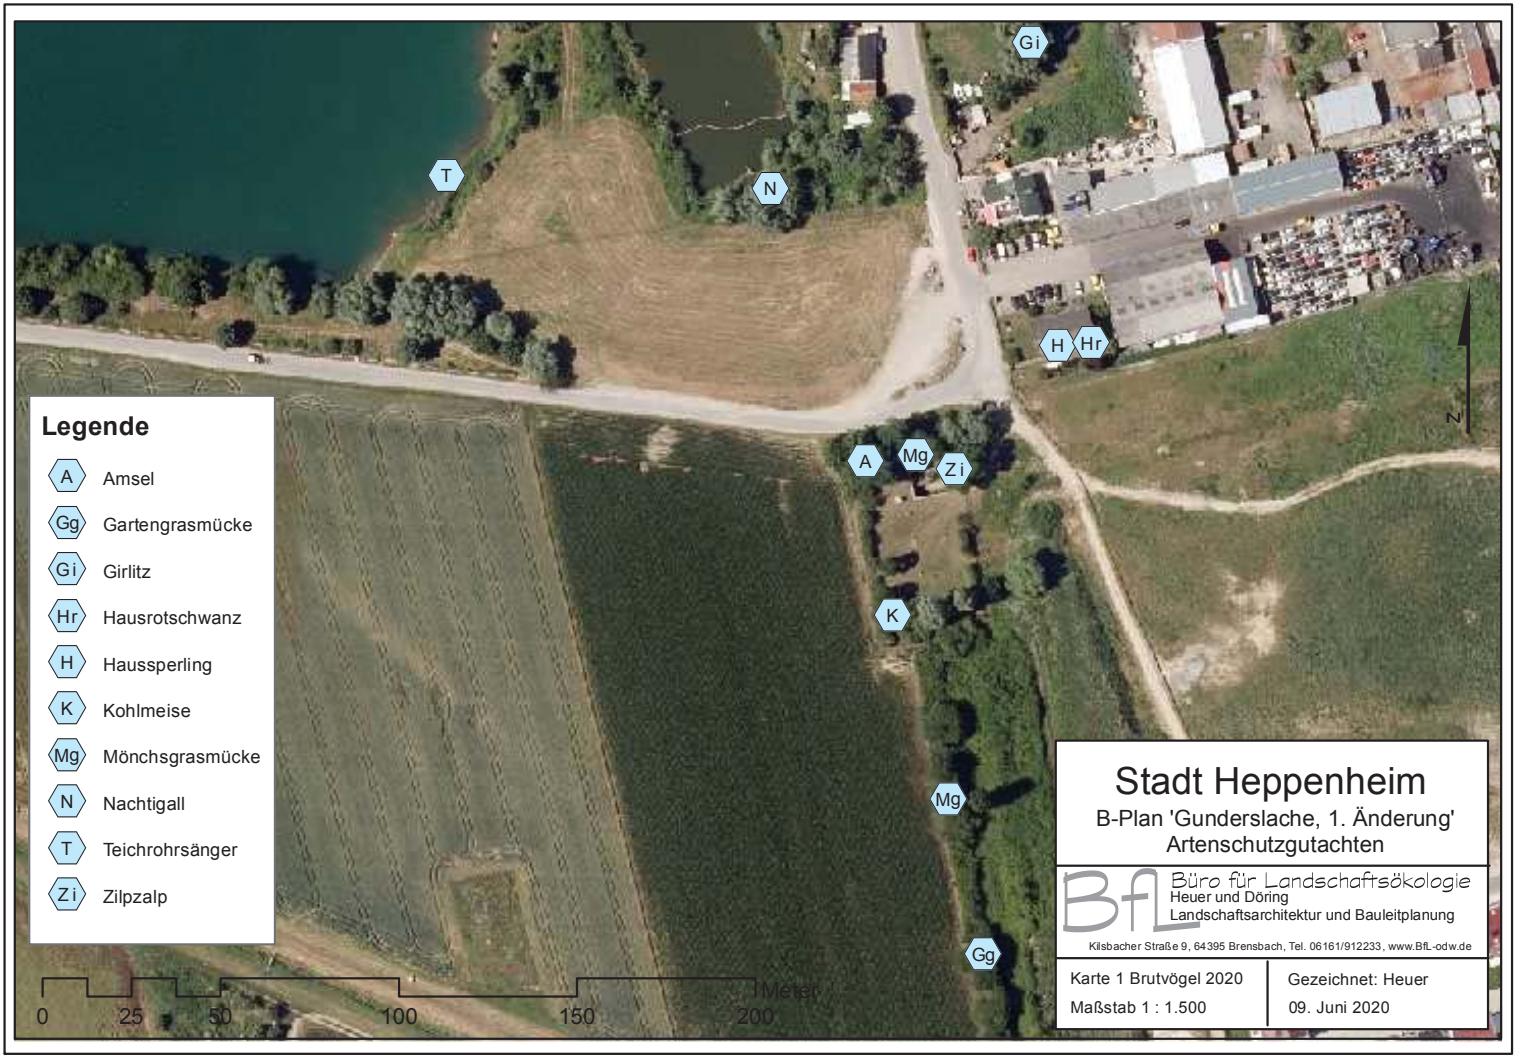 Gi
T
N
H
Hr
A
Mg
Zi
K
Mg
Gg
N
Legende
A Amsel
Gg Gartengrasmücke
Gi Girlitz
Hr Hausrotschwanz
H Haussperling
K Kohlmeise
Mg Mönchsgrasmücke
N Nachtigall
T Teichrohrsänger
Zi Zilpzalp
Meter
0 25 50 100 150 200
Stadt Heppenheim
B-Plan 'Gunderslache, 1. Änderung'
Artenschutzgutachten
BfL
Büro für Landschaftsökologie
Heuer und Döring
Landschaftsarchitektur und Bauleitplanung
Kilsbacher Straße 9, 64395 Brensbach, Tel. 06161/912233, www.BfL-odw.de
Karte 1 Brutvögel 2020
Maßstab 1 : 1.500
Gezeichnet: Heuer
09. Juni 2020